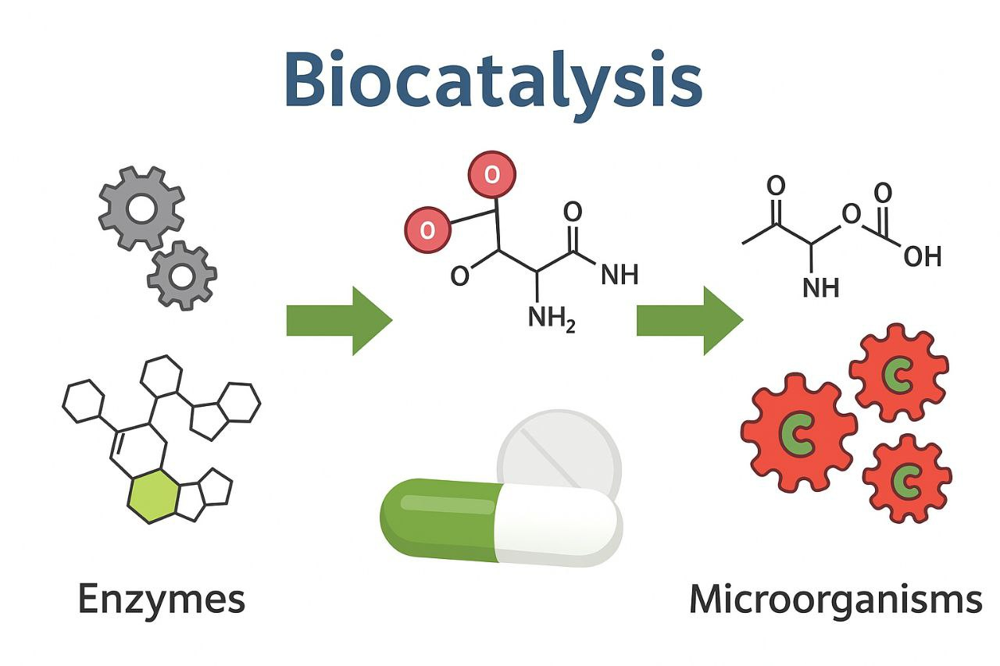 Biocatalysis
O
O
O
O
NH
NH₂
O
O
O
OH
NH
C
C
C
Enzymes
Microorganisms